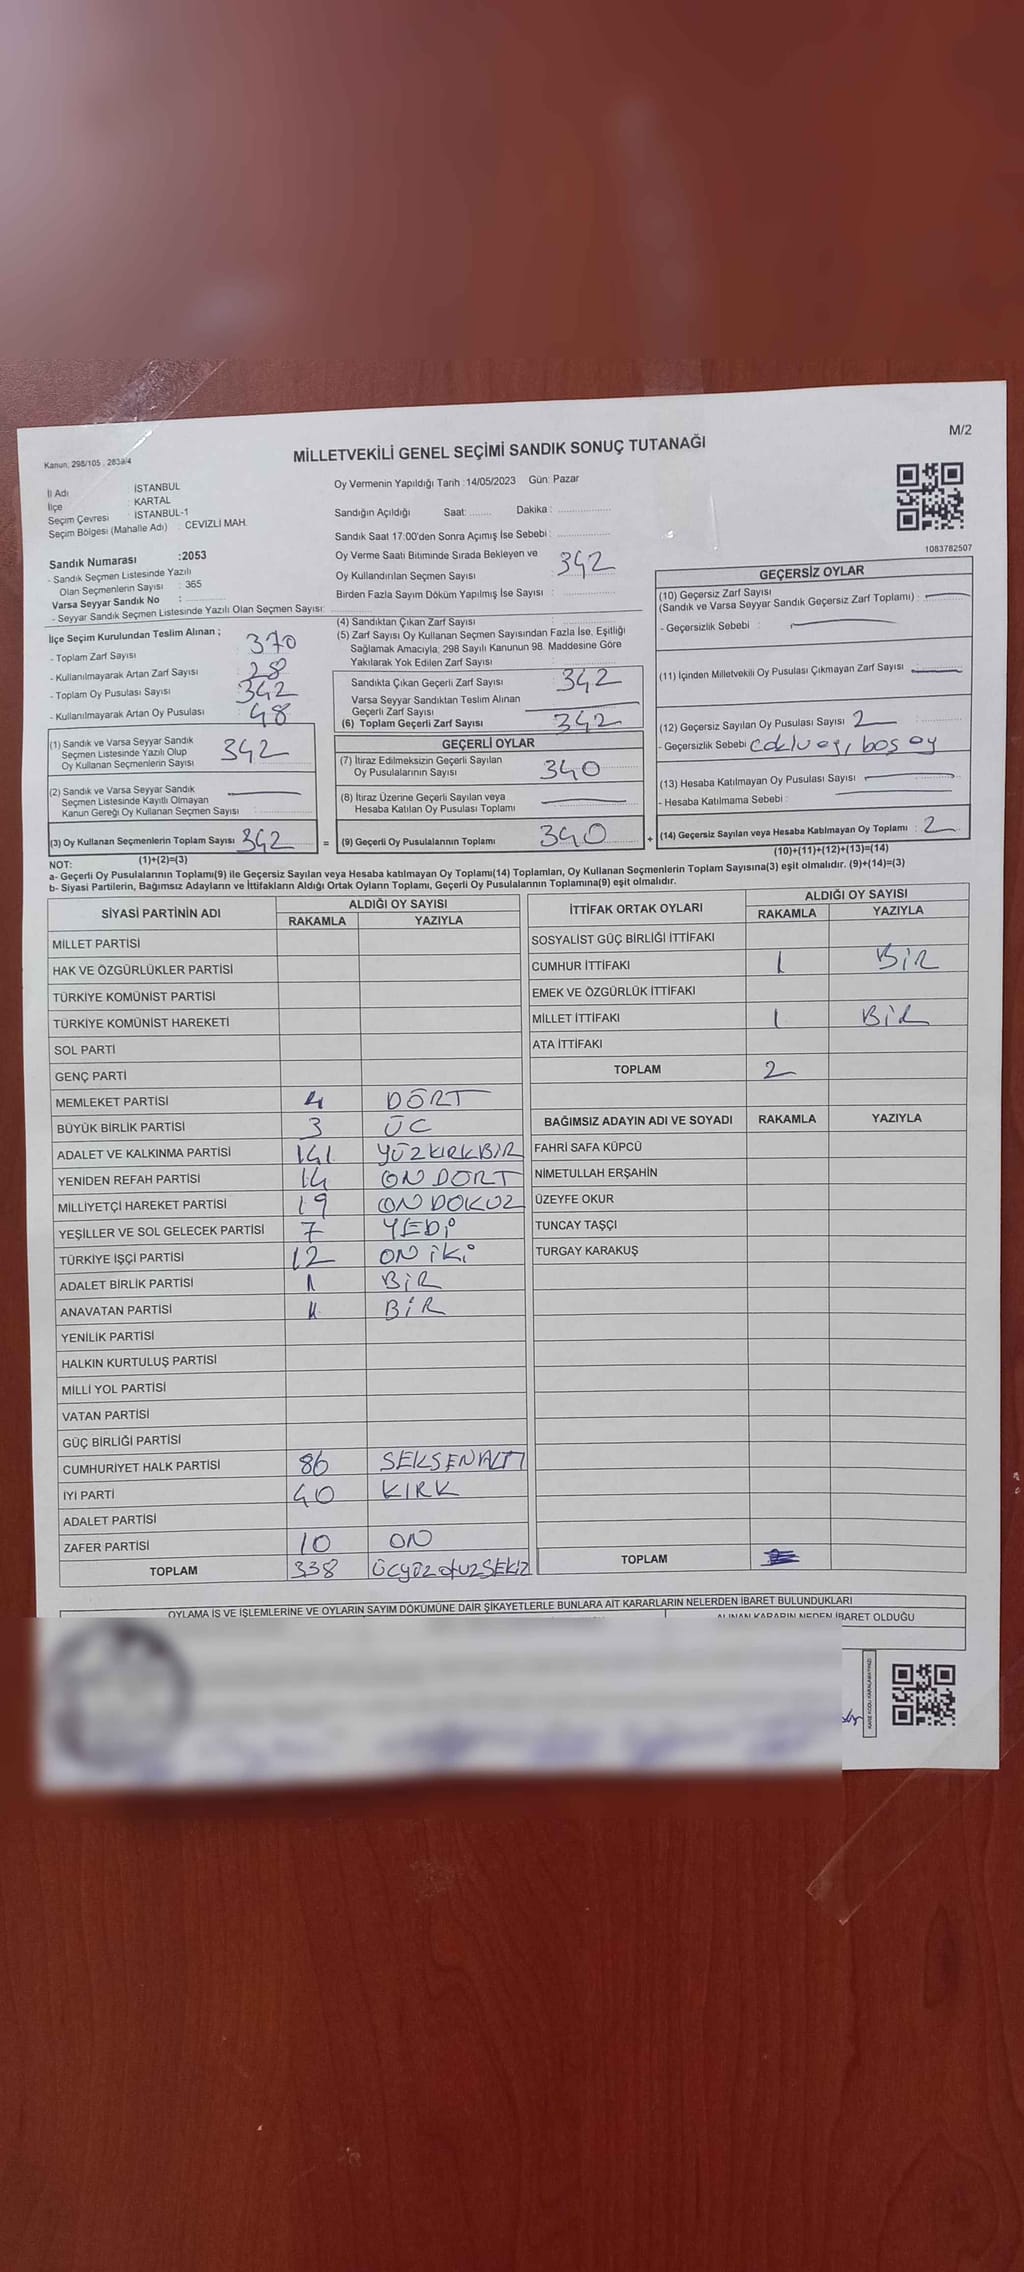 M/2
Kanun, 298/105 , 283a/4
MİLLETVEKİLİ GENEL SEÇİMİ SANDIK SONUÇ TUTANAĞI
İl Adı : İSTANBUL
İlçe : KARTAL
Seçim Çevresi : İSTANBUL-1
Seçim Bölgesi (Mahalle Adı) : CEVİZLİ MAH.
Oy Vermenin Yapıldığı Tarih :14/05/2023 Gün: Pazar
Sandığın Açıldığı Saat: ........ Dakika : ................
Sandık Saat 17:00'den Sonra Açımış İse Sebebi : ................
Oy Verme Saati Bitiminde Sırada Bekleyen ve
Oy Kullandırılan Seçmen Sayısı : 342
Birden Fazla Sayım Döküm Yapılmış İse Sayısı : ................
1083782507
Sandık Numarası :2053
- Sandık Seçmen Listesinde Yazılı
Olan Seçmenlerin Sayısı : 365
Varsa Seyyar Sandık No : ............
- Seyyar Sandık Seçmen Listesinde Yazılı Olan Seçmen Sayısı: ............
İlçe Seçim Kurulundan Teslim Alınan ;
- Toplam Zarf Sayısı : 370
- Kullanılmayarak Artan Zarf Sayısı : 28
- Toplam Oy Pusulası Sayısı : 342
- Kullanılmayarak Artan Oy Pusulası : 48
(1) Sandık ve Varsa Seyyar Sandık
Seçmen Listesinde Yazılı Olup
Oy Kullanan Seçmenlerin Sayısı : 342
(2) Sandık ve Varsa Seyyar Sandık
Seçmen Listesinde Kayıtlı Olmayan
Kanun Gereği Oy Kullanan Seçmen Sayısı :
(3) Oy Kullanan Seçmenlerin Toplam Sayısı : 342
(4) Sandıktan Çıkan Zarf Sayısı :
(5) Zarf Sayısı Oy Kullanan Seçmen Sayısından Fazla İse, Eşitliği
Sağlamak Amacıyla, 298 Sayılı Kanunun 98. Maddesine Göre
Yakılarak Yok Edilen Zarf Sayısı :
Sandıkta Çıkan Geçerli Zarf Sayısı : 342
Varsa Seyyar Sandıktan Teslim Alınan
Geçerli Zarf Sayısı :
(6) Toplam Geçerli Zarf Sayısı : 342
GEÇERLİ OYLAR
(7) İtiraz Edilmeksizin Geçerli Sayılan
Oy Pusulalarının Sayısı : 340
(8) İtiraz Üzerine Geçerli Sayılan veya
Hesaba Katılan Oy Pusulası Toplamı :
= (9) Geçerli Oy Pusulalarının Toplamı : 340 +
GEÇERSİZ OYLAR
(10) Geçersiz Zarf Sayısı
(Sandık ve Varsa Seyyar Sandık Geçersiz Zarf Toplamı) :
- Geçersizlik Sebebi :
(11) İçinden Milletvekili Oy Pusulası Çıkmayan Zarf Sayısı :
(12) Geçersiz Sayılan Oy Pusulası Sayısı : 2
- Geçersizlik Sebebi : boş oy
(13) Hesaba Katılmayan Oy Pusulası Sayısı :
- Hesaba Katılmama Sebebi :
(14) Geçersiz Sayılan veya Hesaba Katılmayan Oy Toplamı : 2
NOT: (1)+(2)=(3) (10)+(11)+(12)+(13)=(14)
a- Geçerli Oy Pusulalarının Toplamı(9) ile Geçersiz Sayılan veya Hesaba katılmayan Oy Toplamı(14) Toplamları, Oy Kullanan Seçmenlerin Toplam Sayısına(3) eşit olmalıdır. (9)+(14)=(3)
b- Siyasi Partilerin, Bağımsız Adayların ve İttifakların Aldığı Ortak Oyların Toplamı, Geçerli Oy Pusulalarının Toplamına(9) eşit olmalıdır.
SİYASİ PARTİNİN ADI ALDIĞI OY SAYISI
RAKAMLA YAZIYLA
MİLLET PARTİSİ
HAK VE ÖZGÜRLÜKLER PARTİSİ
TÜRKİYE KOMÜNİST PARTİSİ
TÜRKİYE KOMÜNİST HAREKETİ
SOL PARTİ
GENÇ PARTİ
MEMLEKET PARTİSİ 4 DÖRT
BÜYÜK BİRLİK PARTİSİ 3 ÜC
ADALET VE KALKINMA PARTİSİ 141 YÜZKIRKBİR
YENİDEN REFAH PARTİSİ 14 ON DÖRT
MİLLİYETÇİ HAREKET PARTİSİ 19 ON DOKUZ
YEŞİLLER VE SOL GELECEK PARTİSİ 7 YEDİ
TÜRKİYE İŞÇİ PARTİSİ 12 ON İKİ
ADALET BİRLİK PARTİSİ 1 BİR
ANAVATAN PARTİSİ 1 BİR
YENİLİK PARTİSİ
HALKIN KURTULUŞ PARTİSİ
MİLLİ YOL PARTİSİ
VATAN PARTİSİ
GÜÇ BİRLİĞİ PARTİSİ
CUMHURİYET HALK PARTİSİ 86 SEKSENALTI
İYİ PARTİ 40 KIRK
ADALET PARTİSİ
ZAFER PARTİSİ 10 ON
TOPLAM 338 ÜCYÜZ OTUZSEKİZ
İTTİFAK ORTAK OYLARI ALDIĞI OY SAYISI
RAKAMLA YAZIYLA
SOSYALİST GÜÇ BİRLİĞİ İTTİFAKI
CUMHUR İTTİFAKI 1 BİR
EMEK VE ÖZGÜRLÜK İTTİFAKI
MİLLET İTTİFAKI 1 BİR
ATA İTTİFAKI
TOPLAM 2
BAĞIMSIZ ADAYIN ADI VE SOYADI RAKAMLA YAZIYLA
FAHRİ SAFA KÜPCÜ
NİMETULLAH ERŞAHİN
ÜZEYFE OKUR
TUNCAY TAŞÇI
TURGAY KARAKUŞ
TOPLAM
OYLAMA İŞ VE İŞLEMLERİNE VE OYLARIN SAYIM DÖKÜMÜNE DAİR ŞİKAYETLERLE BUNLARA AİT KARARLARIN NELERDEN İBARET BULUNDUKLARI
ALINAN KARARIN NEDEN İBARET OLDUĞU
KARE KODU KARALAMAYINIZ!